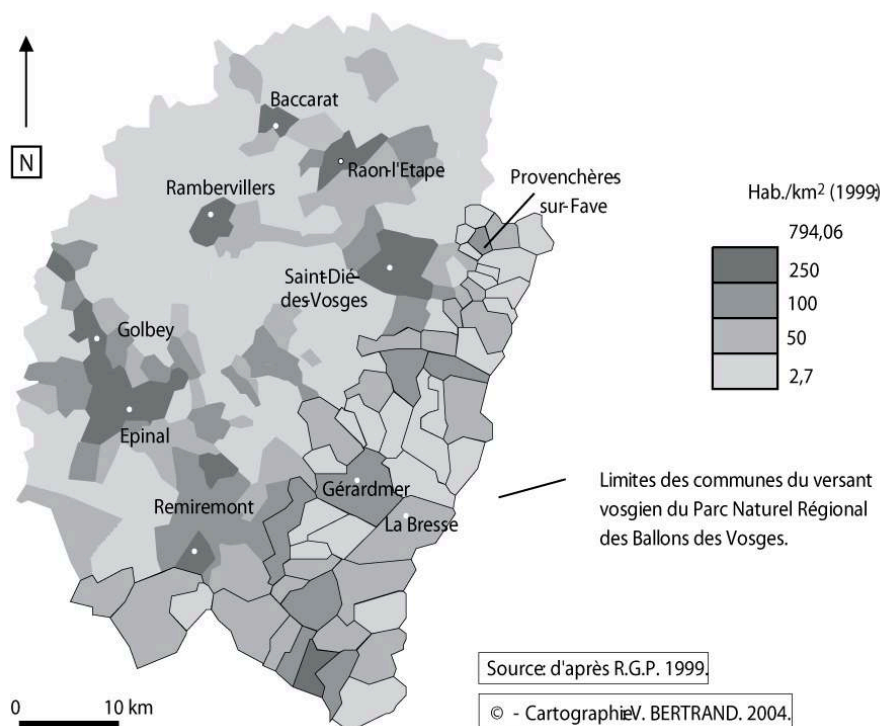 N
Baccarat
Raon-l'Etape
Rambervillers
Provenchères
sur-Fave
Saint-Dié-
des-Vosges
Golbey
Epinal
Gérardmer
La Bresse
Remiremont
Hab./km² (1999)
794,06
250
100
50
2,7
Limites des communes du versant
vosgien du Parc Naturel Régional
des Ballons des Vosges.
0 10 km
Source: d'après R.G.P. 1999.
© - Cartographie V. BERTRAND. 2004.